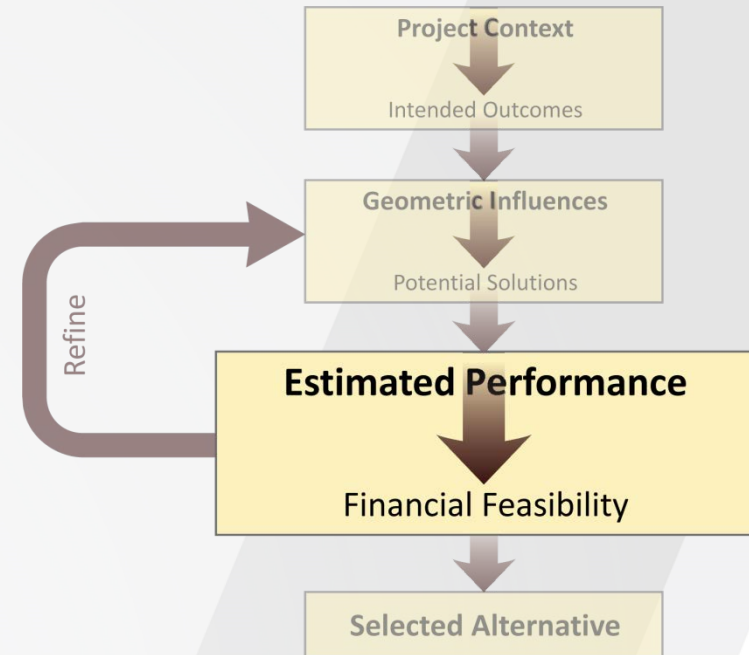 Project Context
Intended Outcomes
Geometric Influences
Potential Solutions
Refine
Estimated Performance
Financial Feasibility
Selected Alternative